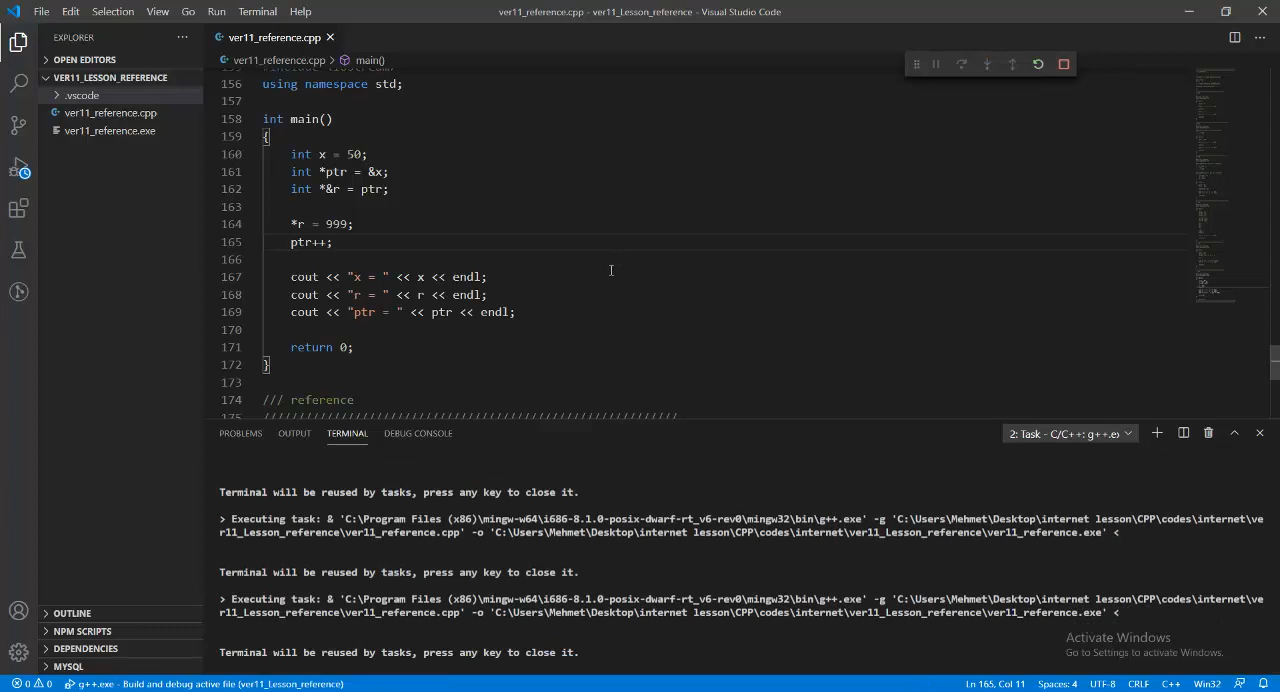 File Edit Selection View Go Run Terminal Help
ver11_reference.cpp - ver11_Lesson_reference - Visual Studio Code
EXPLORER
OPEN EDITORS
VER11_LESSON_REFERENCE
.vscode
ver11_reference.cpp
ver11_reference.exe
OUTLINE
NPM SCRIPTS
DEPENDENCIES
MYSQL
ver11_reference.cpp
ver11_reference.cpp > main()
156 using namespace std;
157
158 int main()
159 {
160 int x = 50;
161 int *ptr = &x;
162 int *&r = ptr;
163
164 *r = 999;
165 ptr++;
166
167 cout << "x = " << x << endl;
168 cout << "r = " << r << endl;
169 cout << "ptr = " << ptr << endl;
170
171 return 0;
172 }
173
174 /// reference
175 ///////////////////////////////////////////////////////////
PROBLEMS OUTPUT TERMINAL DEBUG CONSOLE
2: Task - C/C++: g++.ex
Terminal will be reused by tasks, press any key to close it.
> Executing task: & 'C:\Program Files (x86)\mingw-w64\i686-8.1.0-posix-dwarf-rt_v6-rev0\mingw32\bin\g++.exe' -g 'C:\Users\Mehmet\Desktop\internet lesson\CPP\codes\internet\ve
r11_Lesson_reference\ver11_reference.cpp' -o 'C:\Users\Mehmet\Desktop\internet lesson\CPP\codes\internet\ver11_Lesson_reference\ver11_reference.exe' <
Terminal will be reused by tasks, press any key to close it.
> Executing task: & 'C:\Program Files (x86)\mingw-w64\i686-8.1.0-posix-dwarf-rt_v6-rev0\mingw32\bin\g++.exe' -g 'C:\Users\Mehmet\Desktop\internet lesson\CPP\codes\internet\ve
r11_Lesson_reference\ver11_reference.cpp' -o 'C:\Users\Mehmet\Desktop\internet lesson\CPP\codes\internet\ver11_Lesson_reference\ver11_reference.exe' <
Terminal will be reused by tasks, press any key to close it.
Activate Windows
Go to Settings to activate Windows.
0 0 g++.exe - Build and debug active file (ver11_Lesson_reference)
Ln 165, Col 11 Spaces: 4 UTF-8 CRLF C++ Win32